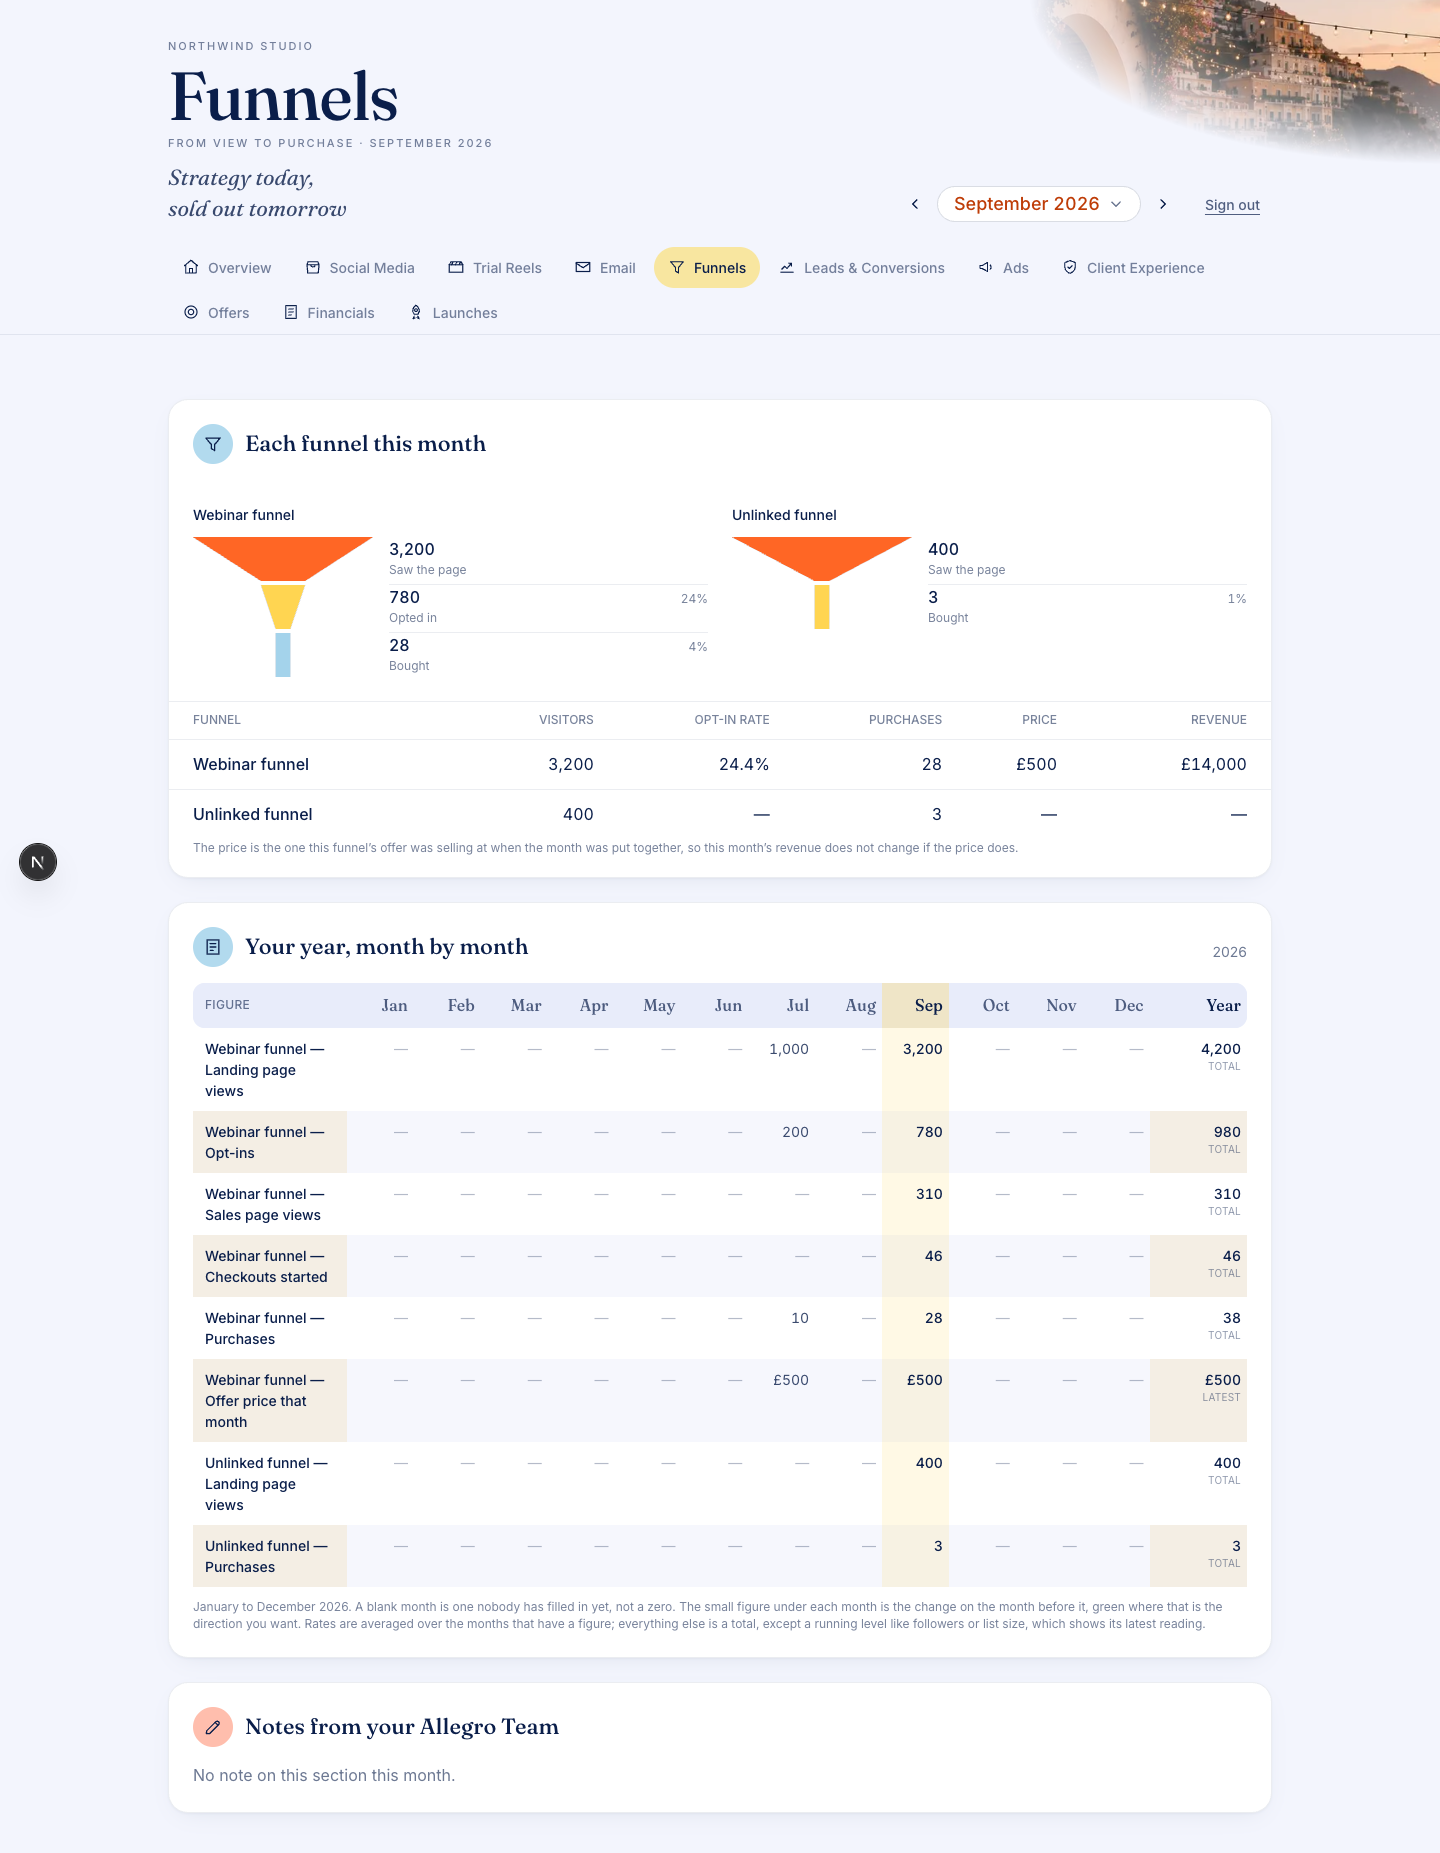 NORTHWIND STUDIO
Funnels
FROM VIEW TO PURCHASE · SEPTEMBER 2026
Strategy today,
sold out tomorrow
September 2026
Sign out
Overview Social Media Trial Reels Email Funnels Leads & Conversions Ads Client Experience
Offers Financials Launches
Each funnel this month
Webinar funnel
3,200
Saw the page
780 24%
Opted in
28 4%
Bought
Unlinked funnel
400
Saw the page
3 1%
Bought
FUNNEL VISITORS OPT-IN RATE PURCHASES PRICE REVENUE
Webinar funnel 3,200 24.4% 28 £500 £14,000
Unlinked funnel 400 — 3 — —
The price is the one this funnel’s offer was selling at when the month was put together, so this month’s revenue does not change if the price does.
N
Your year, month by month 2026
FIGURE Jan Feb Mar Apr May Jun Jul Aug Sep Oct Nov Dec Year
Webinar funnel — — — — — — — 1,000 — 3,200 — — — 4,200
Landing page TOTAL
views
Webinar funnel — — — — — — — 200 — 780 — — — 980
Opt-ins TOTAL
Webinar funnel — — — — — — — — — 310 — — — 310
Sales page views TOTAL
Webinar funnel — — — — — — — — — 46 — — — 46
Checkouts started TOTAL
Webinar funnel — — — — — — — 10 — 28 — — — 38
Purchases TOTAL
Webinar funnel — — — — — — — £500 — £500 — — — £500
Offer price that LATEST
month
Unlinked funnel — — — — — — — — — 400 — — — 400
Landing page TOTAL
views
Unlinked funnel — — — — — — — — — 3 — — — 3
Purchases TOTAL
January to December 2026. A blank month is one nobody has filled in yet, not a zero. The small figure under each month is the change on the month before it, green where that is the
direction you want. Rates are averaged over the months that have a figure; everything else is a total, except a running level like followers or list size, which shows its latest reading.
Notes from your Allegro Team
No note on this section this month.